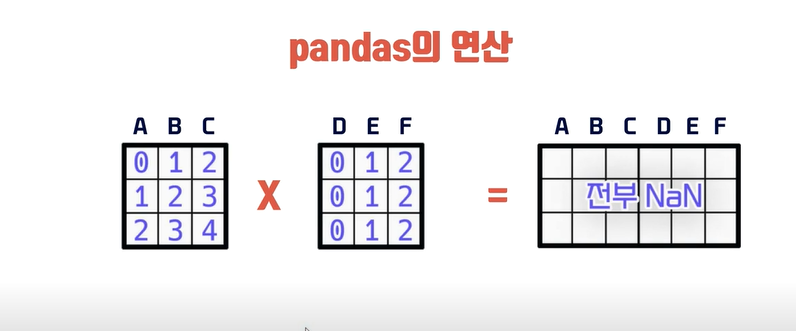 pandas의 연산
A B C D E F A B C D E F
0 1 2 0 1 2
1 2 3 X 0 1 2 = 전부 NaN
2 3 4 0 1 2